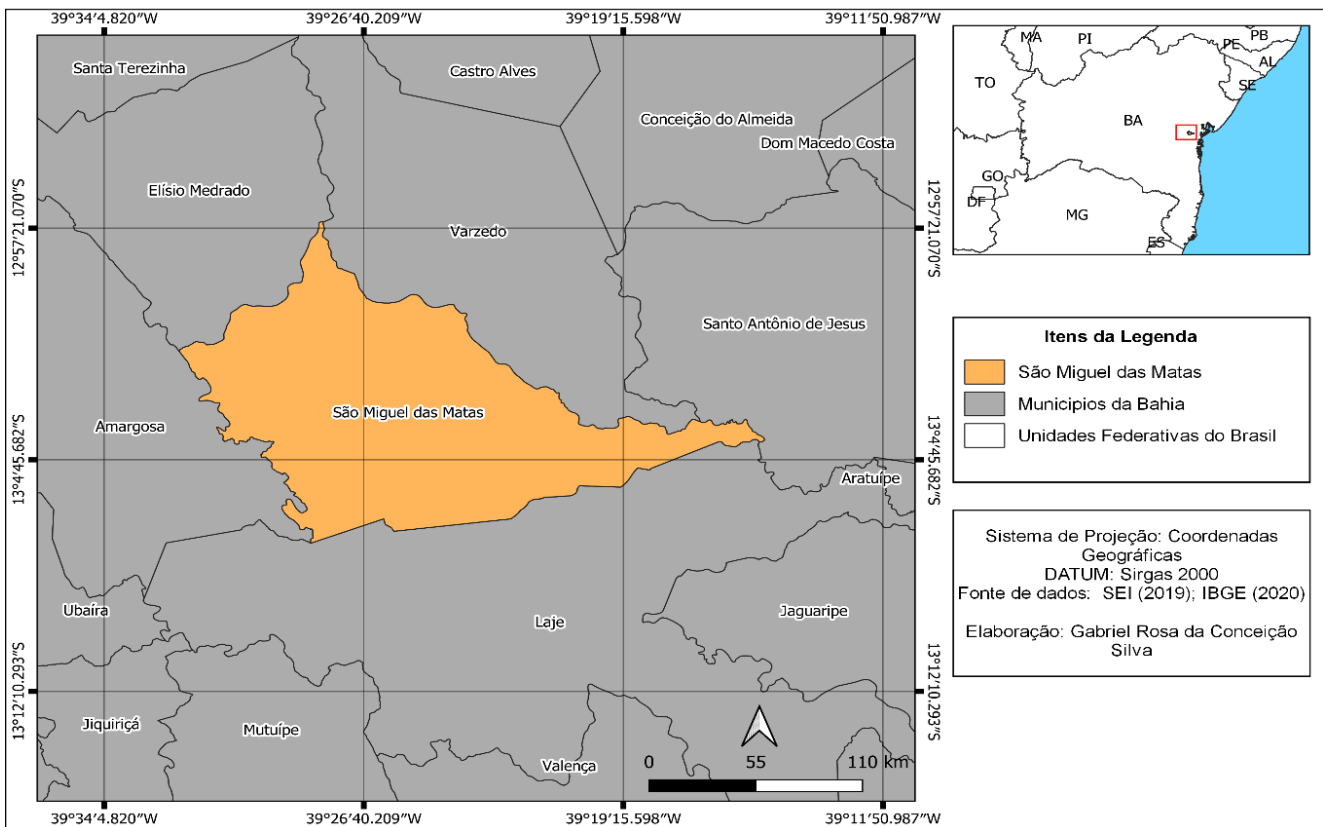 39°34'4.820"W
39°26'40.209"W
39°19'15.598"W
39°11'50.987"W
Santa Terezinha
Castro Alves
Conceição do Almeida
Dom Macedo Costa
Elísio Medrado
Varzedo
12°57'21.070"S
12°57'21.070"S
Santo Antônio de Jesus
São Miguel das Matas
Amargosa
13°4'45.682"S
13°4'45.682"S
Aratuípe
Ubaíra
Laje
Jaguaripe
13°12'10.293"S
13°12'10.293"S
Jiquiriçá
Mutuípe
Valença
0 55 110 km
39°34'4.820"W
39°26'40.209"W
39°19'15.598"W
39°11'50.987"W
MA
PI
PE
PB
AL
SE
TO
BA
GO
DF
MG
ES
Itens da Legenda
São Miguel das Matas
Municipios da Bahia
Unidades Federativas do Brasil
Sistema de Projeção: Coordenadas
Geográficas
DATUM: Sirgas 2000
Fonte de dados: SEI (2019); IBGE (2020)
Elaboração: Gabriel Rosa da Conceição
Silva